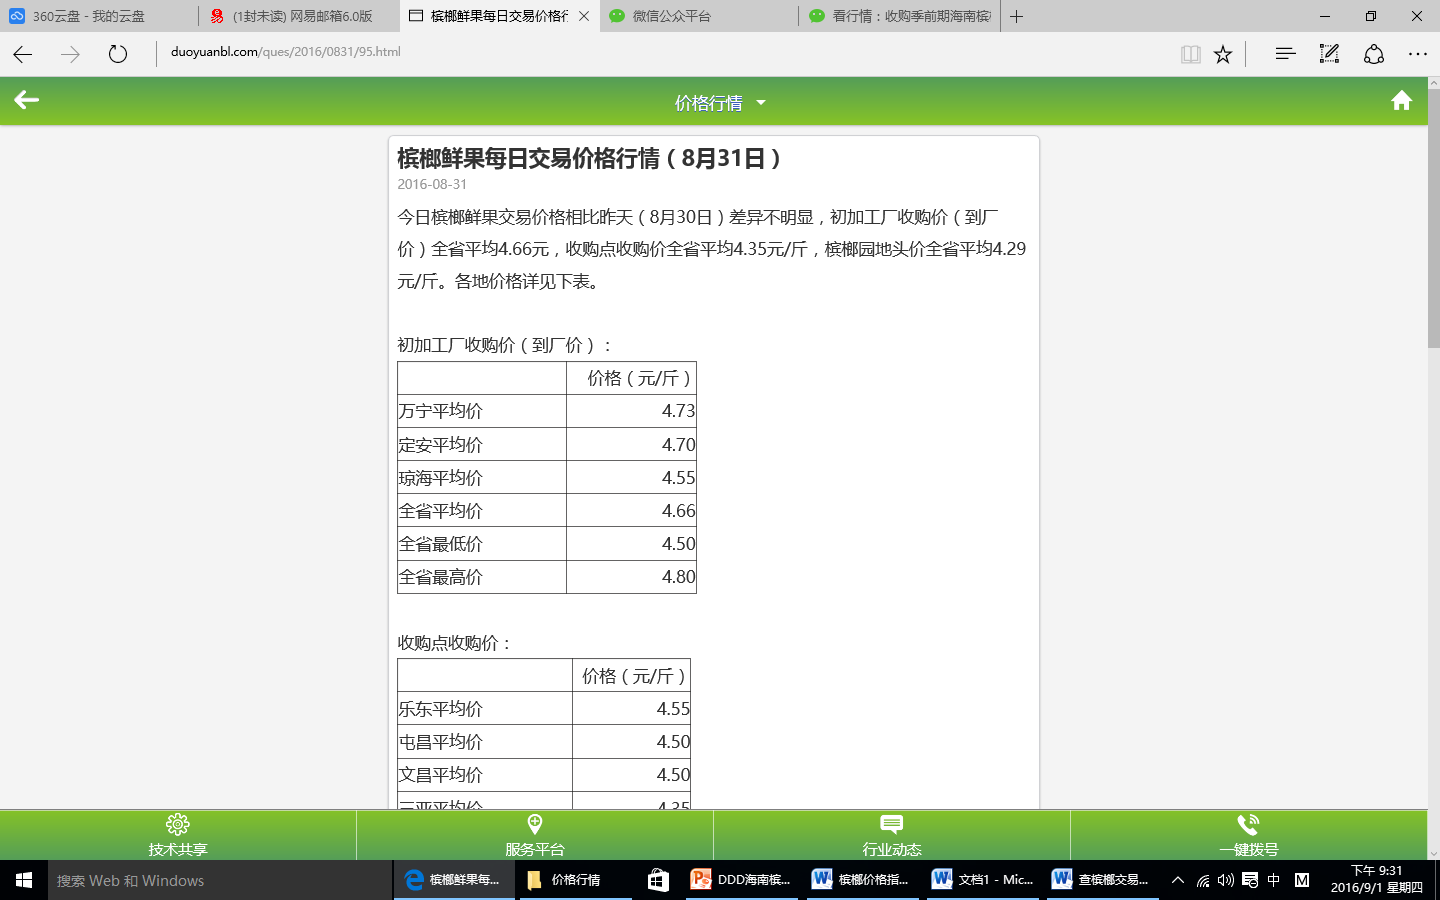 360云盘 - 我的云盘
(1封未读) 网易邮箱6.0版
槟榔鲜果每日交易价格行
微信公众平台
看行情：收购季前期海南槟
duoyuanbl.com/ques/2016/0831/95.html
价格行情
槟榔鲜果每日交易价格行情（8月31日）
2016-08-31
今日槟榔鲜果交易价格相比昨天（8月30日）差异不明显，初加工厂收购价（到厂
价）全省平均4.66元，收购点收购价全省平均4.35元/斤，槟榔园地头价全省平均4.29
元/斤。各地价格详见下表。
初加工厂收购价（到厂价）：
价格（元/斤）
万宁平均价 4.73
定安平均价 4.70
琼海平均价 4.55
全省平均价 4.66
全省最低价 4.50
全省最高价 4.80
收购点收购价：
价格（元/斤）
乐东平均价 4.55
屯昌平均价 4.50
文昌平均价 4.50
三亚平均价 4.35
技术共享
服务平台
行业动态
一键拨号
搜索 Web 和 Windows
槟榔鲜果每...
价格行情
DDD海南槟...
槟榔价格指...
文档1 - Mic...
查槟榔交易...
中
M
下午 9:31
2016/9/1 星期四